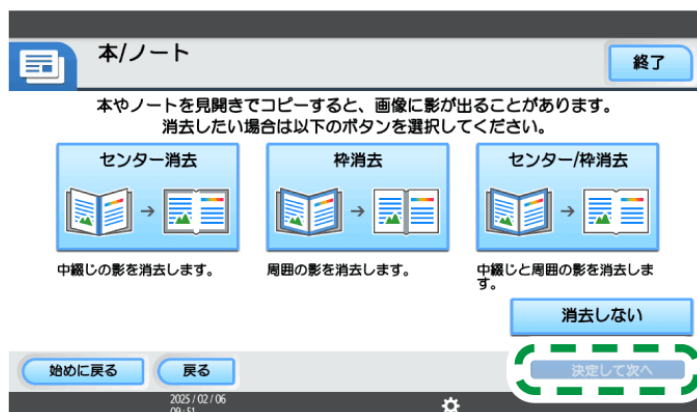 本/ノート
終了
本やノートを見開きでコピーすると、画像に影が出ることがあります。
消去したい場合は以下のボタンを選択してください。
センター消去
枠消去
センター/枠消去
中綴じの影を消去します。
周囲の影を消去します。
中綴じと周囲の影を消去しま
す。
消去しない
始めに戻る
戻る
決定して次へ
2025/02/06
09:51